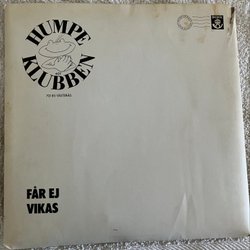 HUMPE
KLUBBEN
FÅR EJ
VIKAS